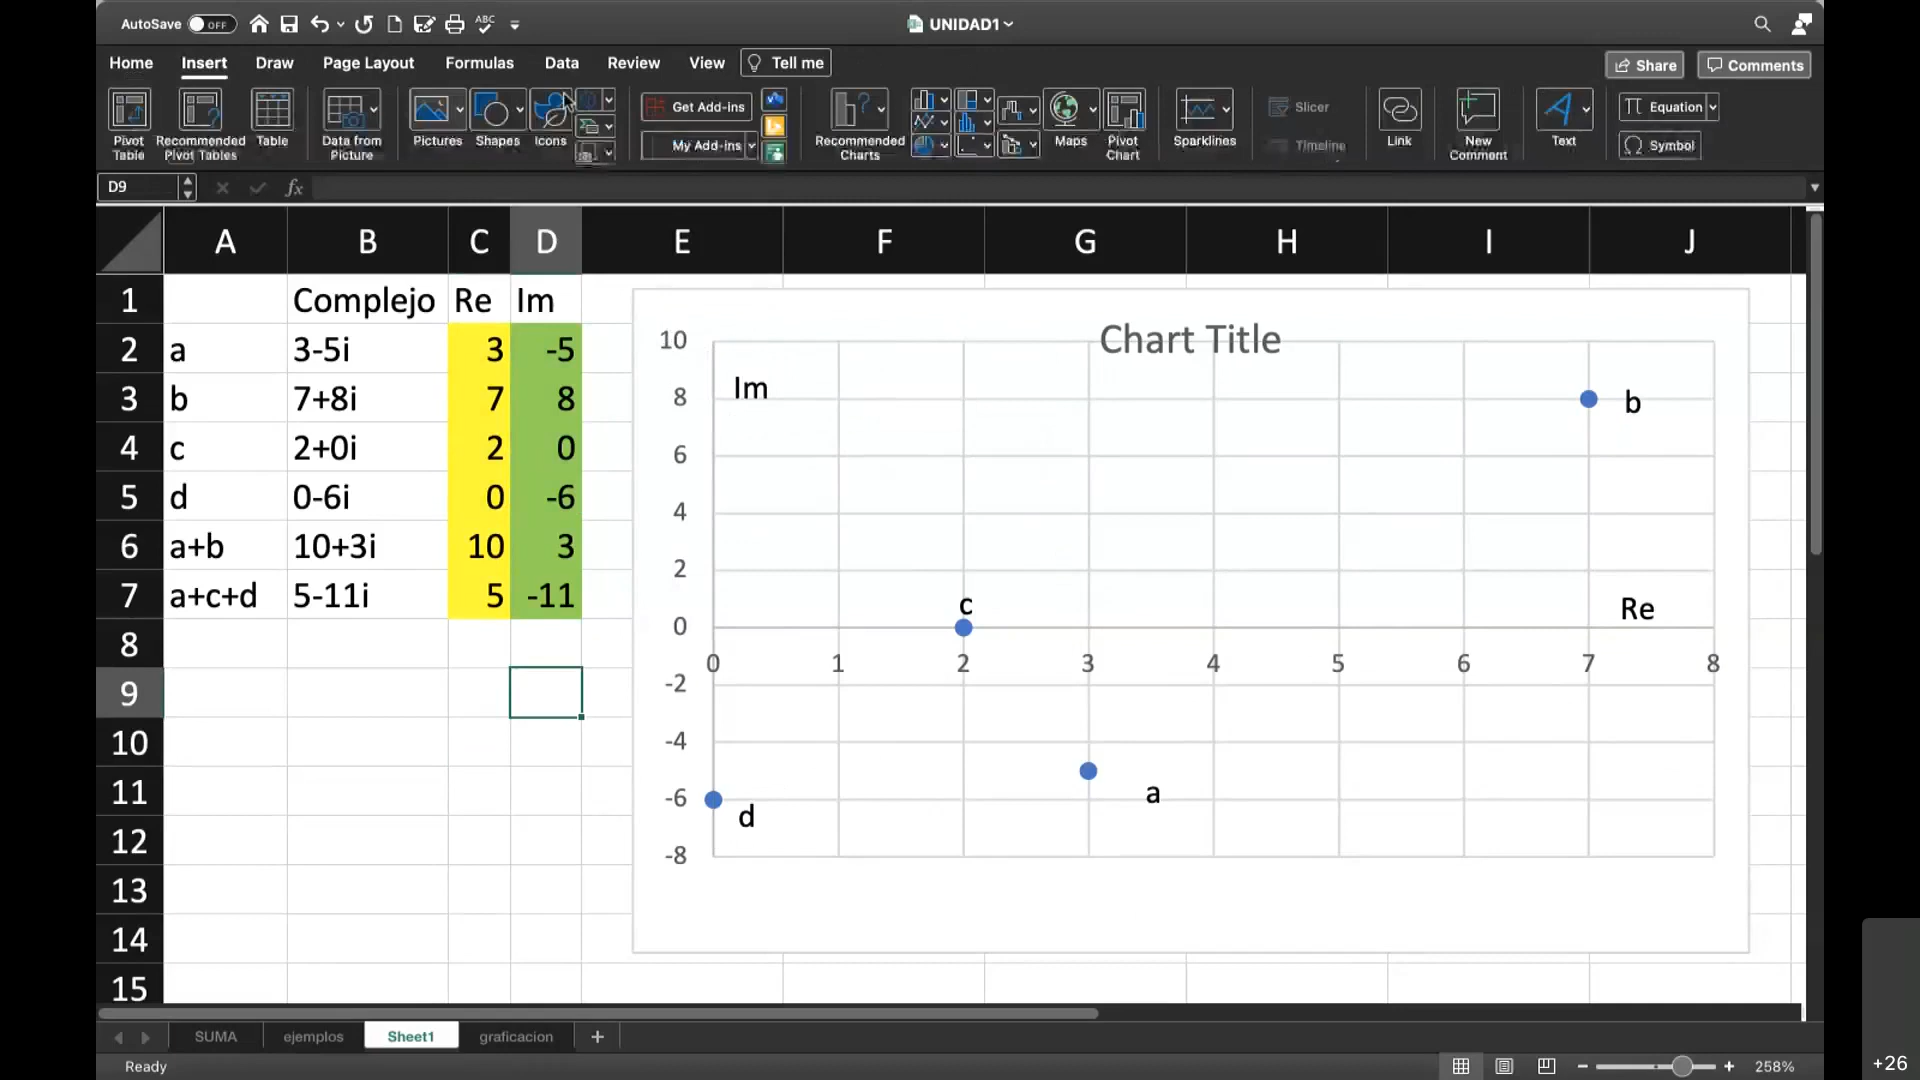 AutoSave OFF ABC UNIDAD1
Home Insert Draw Page Layout Formulas Data Review View Tell me Share Comments
Pivot Table
Recommended Pivot Tables
Table
Data from Picture
Pictures
Shapes
Icons
Get Add-ins
My Add-ins
Recommended Charts
Maps
Pivot Chart
Sparklines
Slicer
Timeline
Link
New Comment
Text
Equation
Symbol
D9 fx
A B C D E F G H I J
1 Complejo Re Im
2 a 3-5i 3 -5
3 b 7+8i 7 8
4 c 2+0i 2 0
5 d 0-6i 0 -6
6 a+b 10+3i 10 3
7 a+c+d 5-11i 5 -11
8
9
10
11
12
13
14
15
Chart Title
10
8
6
4
2
0
-2
-4
-6
-8
0 1 2 3 4 5 6 7 8
Im
b
c
Re
a
d
SUMA ejemplos Sheet1 graficacion +
Ready 258%
+26